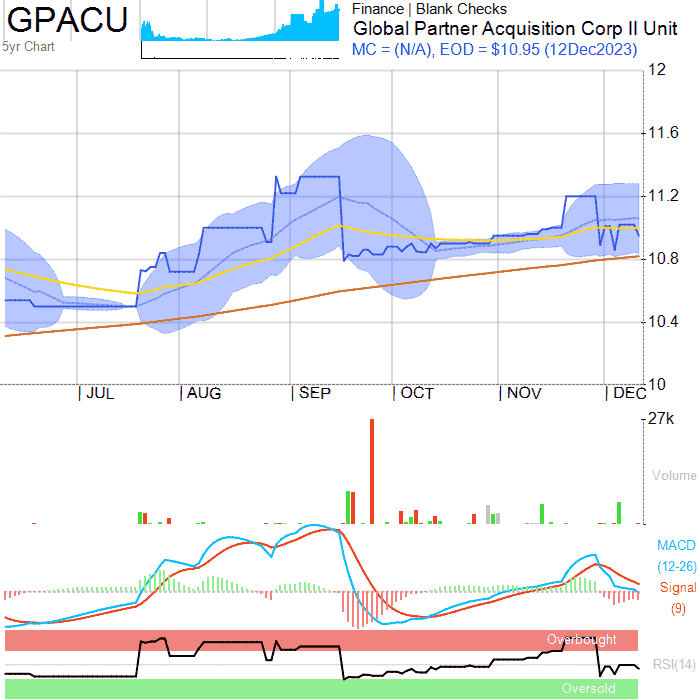 GPACU
5yr Chart
Finance | Blank Checks
Global Partner Acquisition Corp II Unit
MC = (N/A), EOD = $10.95 (12Dec2023)
12
11.6
11.2
10.8
10.4
10
JUL
AUG
SEP
OCT
NOV
DEC
27k
Volume
MACD
(12-26)
Signal
(9)
Overbought
RSI(14)
Oversold